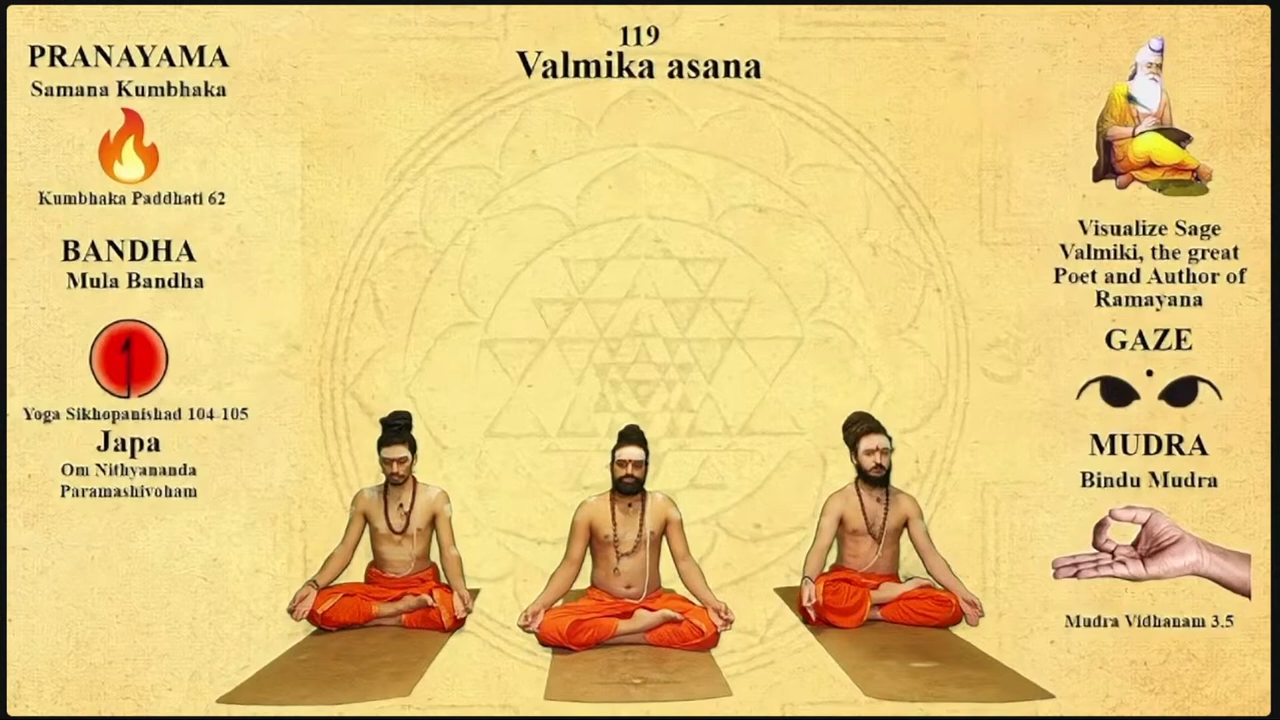 119
Valmika asana
PRANAYAMA
Samana Kumbhaka
Kumbhaka Paddhati 62
BANDHA
Mula Bandha
Yoga Sikhopanishad 104-105
Japa
Om Nithyananda
Paramashivoham
Visualize Sage
Valmiki, the great
Poet and Author of
Ramayana
GAZE
MUDRA
Bindu Mudra
Mudra Vidhanam 3.5